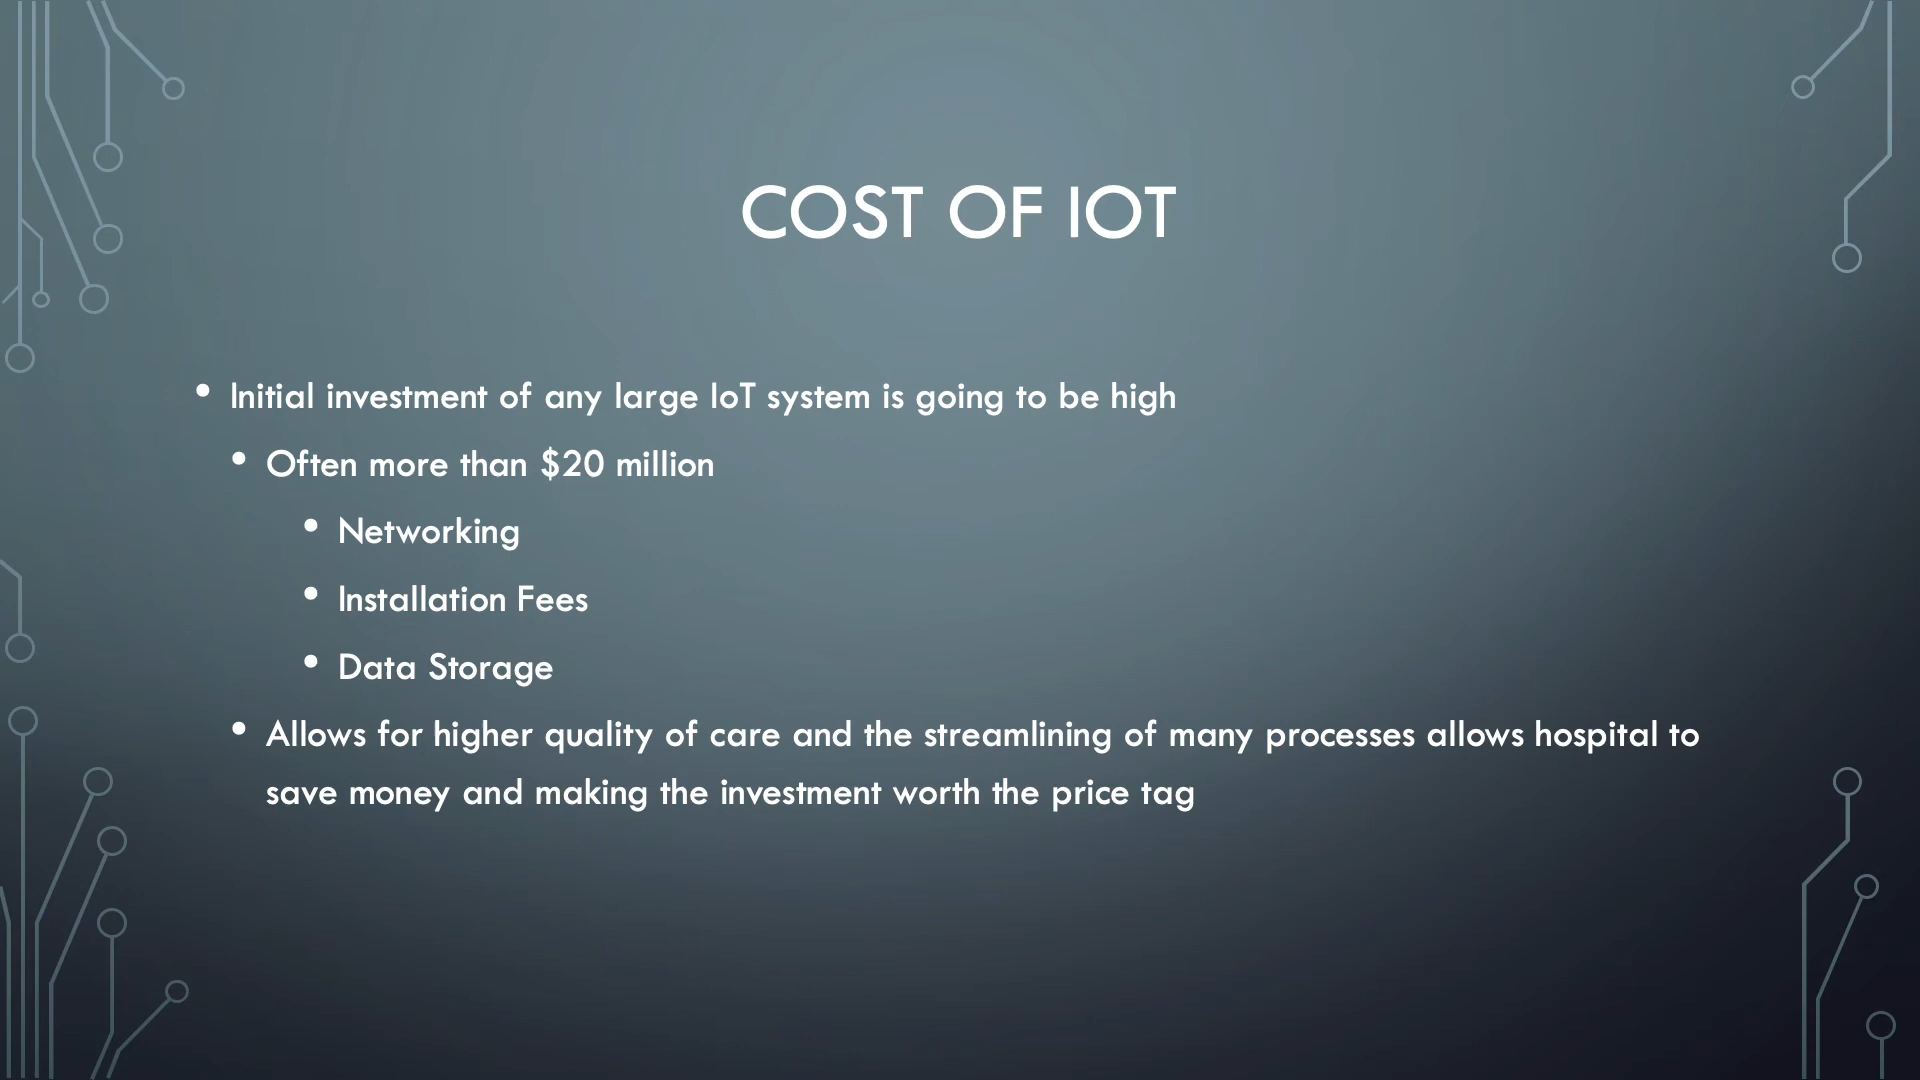 COST OF IOT
• Initial investment of any large IoT system is going to be high
• Often more than $20 million
• Networking
• Installation Fees
• Data Storage
• Allows for higher quality of care and the streamlining of many processes allows hospital to
save money and making the investment worth the price tag